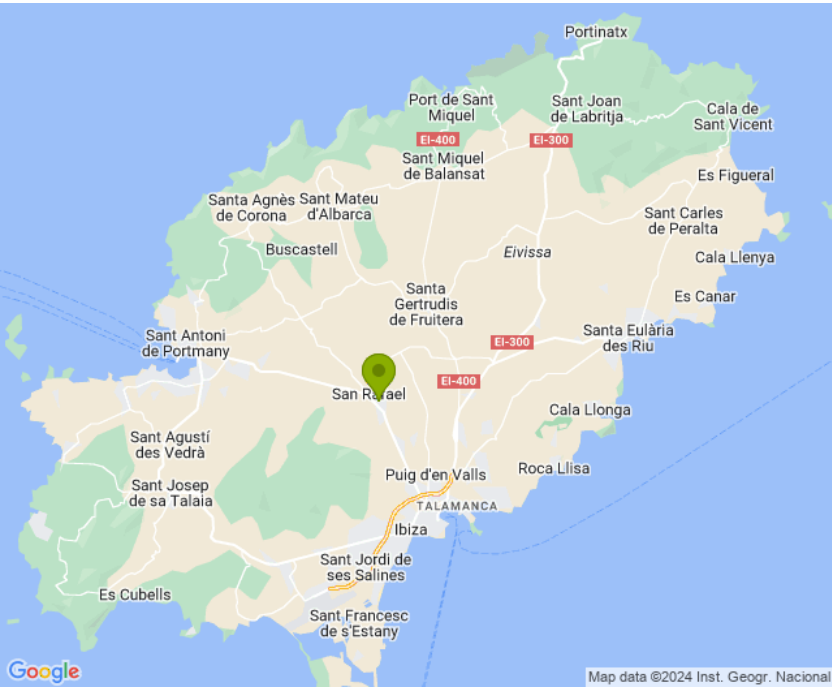 Portinatx
Port de Sant
Miquel
Sant Joan
de Labritja
Cala de
Sant Vicent
EI-400
EI-300
Sant Miquel
de Balansat
Es Figueral
Santa Agnès
de Corona
Sant Mateu
d'Albarca
Sant Carles
de Peralta
Buscastell
Eivissa
Cala Llenya
Santa
Gertrudis
de Fruitera
Es Canar
Sant Antoni
de Portmany
Santa Eulària
des Riu
EI-300
EI-400
San Rafael
Cala Llonga
Sant Agustí
des Vedrà
Roca Llisa
Puig d'en Valls
Sant Josep
de sa Talaia
TALAMANCA
Ibiza
Sant Jordi de
ses Salines
Es Cubells
Sant Francesc
de s'Estany
Google
Map data ©2024 Inst. Geogr. Nacional